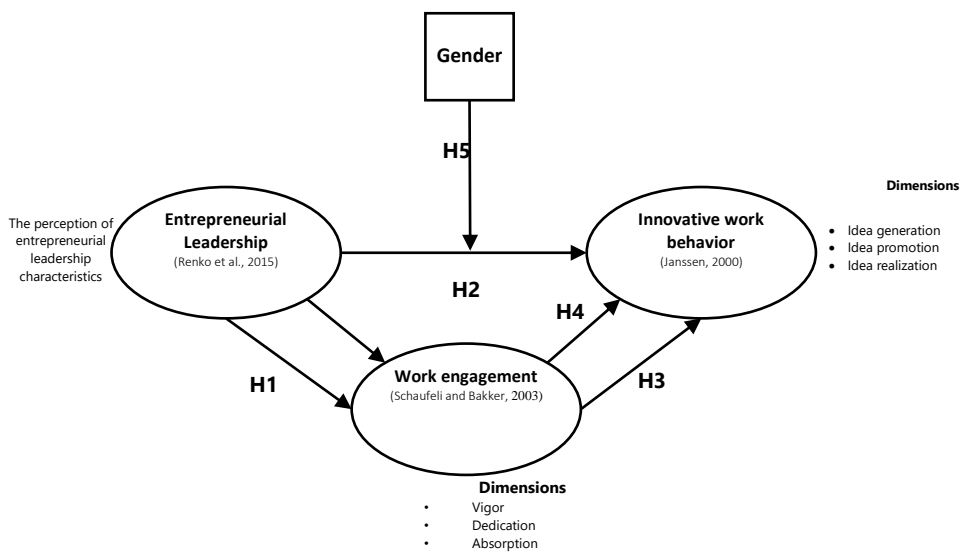 Gender
H5
The perception of
entrepreneurial
leadership
characteristics
Entrepreneurial
Leadership
(Renko et al., 2015)
H2
Innovative work
behavior
(Janssen, 2000)
Dimensions
• Idea generation
• Idea promotion
• Idea realization
H4
H1
Work engagement
(Schaufeli and Bakker, 2003)
H3
Dimensions
• Vigor
• Dedication
• Absorption